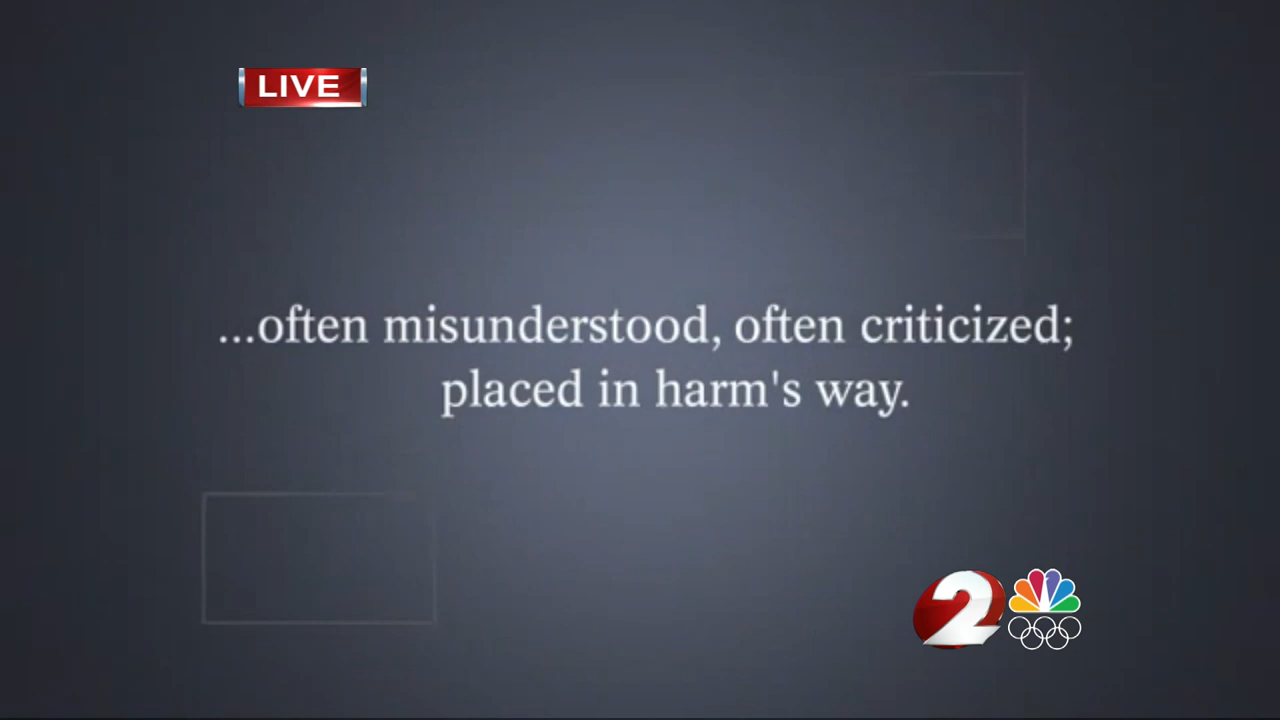 LIVE
...often misunderstood, often criticized;
placed in harm's way.
2